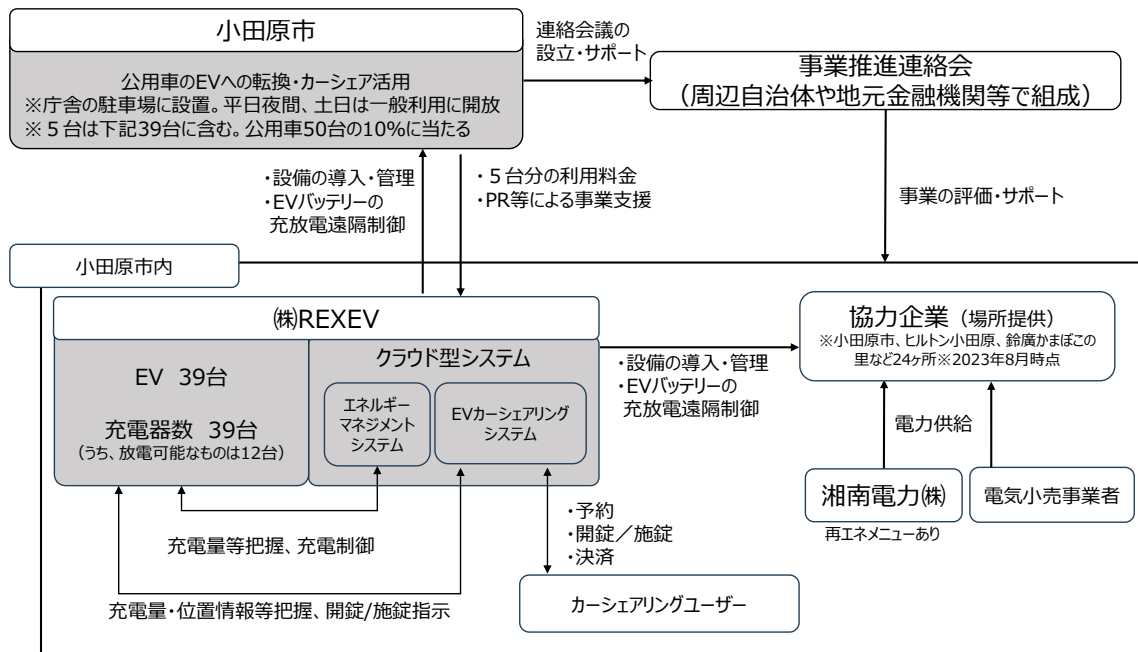 小田原市
公用車のEVへの転換・カーシェア活用
※庁舎の駐車場に設置。平日夜間、土日は一般利用に開放
※５台は下記39台に含む。公用車50台の10%に当たる
連絡会議の
設立・サポート
事業推進連絡会
（周辺自治体や地元金融機関等で組成）
・設備の導入・管理
・EVバッテリーの
充放電遠隔制御
・５台分の利用料金
・PR等による事業支援
事業の評価・サポート
小田原市内
㈱REXEV
EV 39台
充電器数 39台
（うち、放電可能なものは12台）
クラウド型システム
エネルギー
マネジメント
システム
EVカーシェアリング
システム
・設備の導入・管理
・EVバッテリーの
充放電遠隔制御
協力企業（場所提供）
※小田原市、ヒルトン小田原、鈴廣かまぼこの
里など24ヶ所※2023年8月時点
電力供給
湘南電力㈱
再エネメニューあり
電気小売事業者
充電量等把握、充電制御
充電量・位置情報等把握、開錠/施錠指示
・予約
・開錠／施錠
・決済
カーシェアリングユーザー